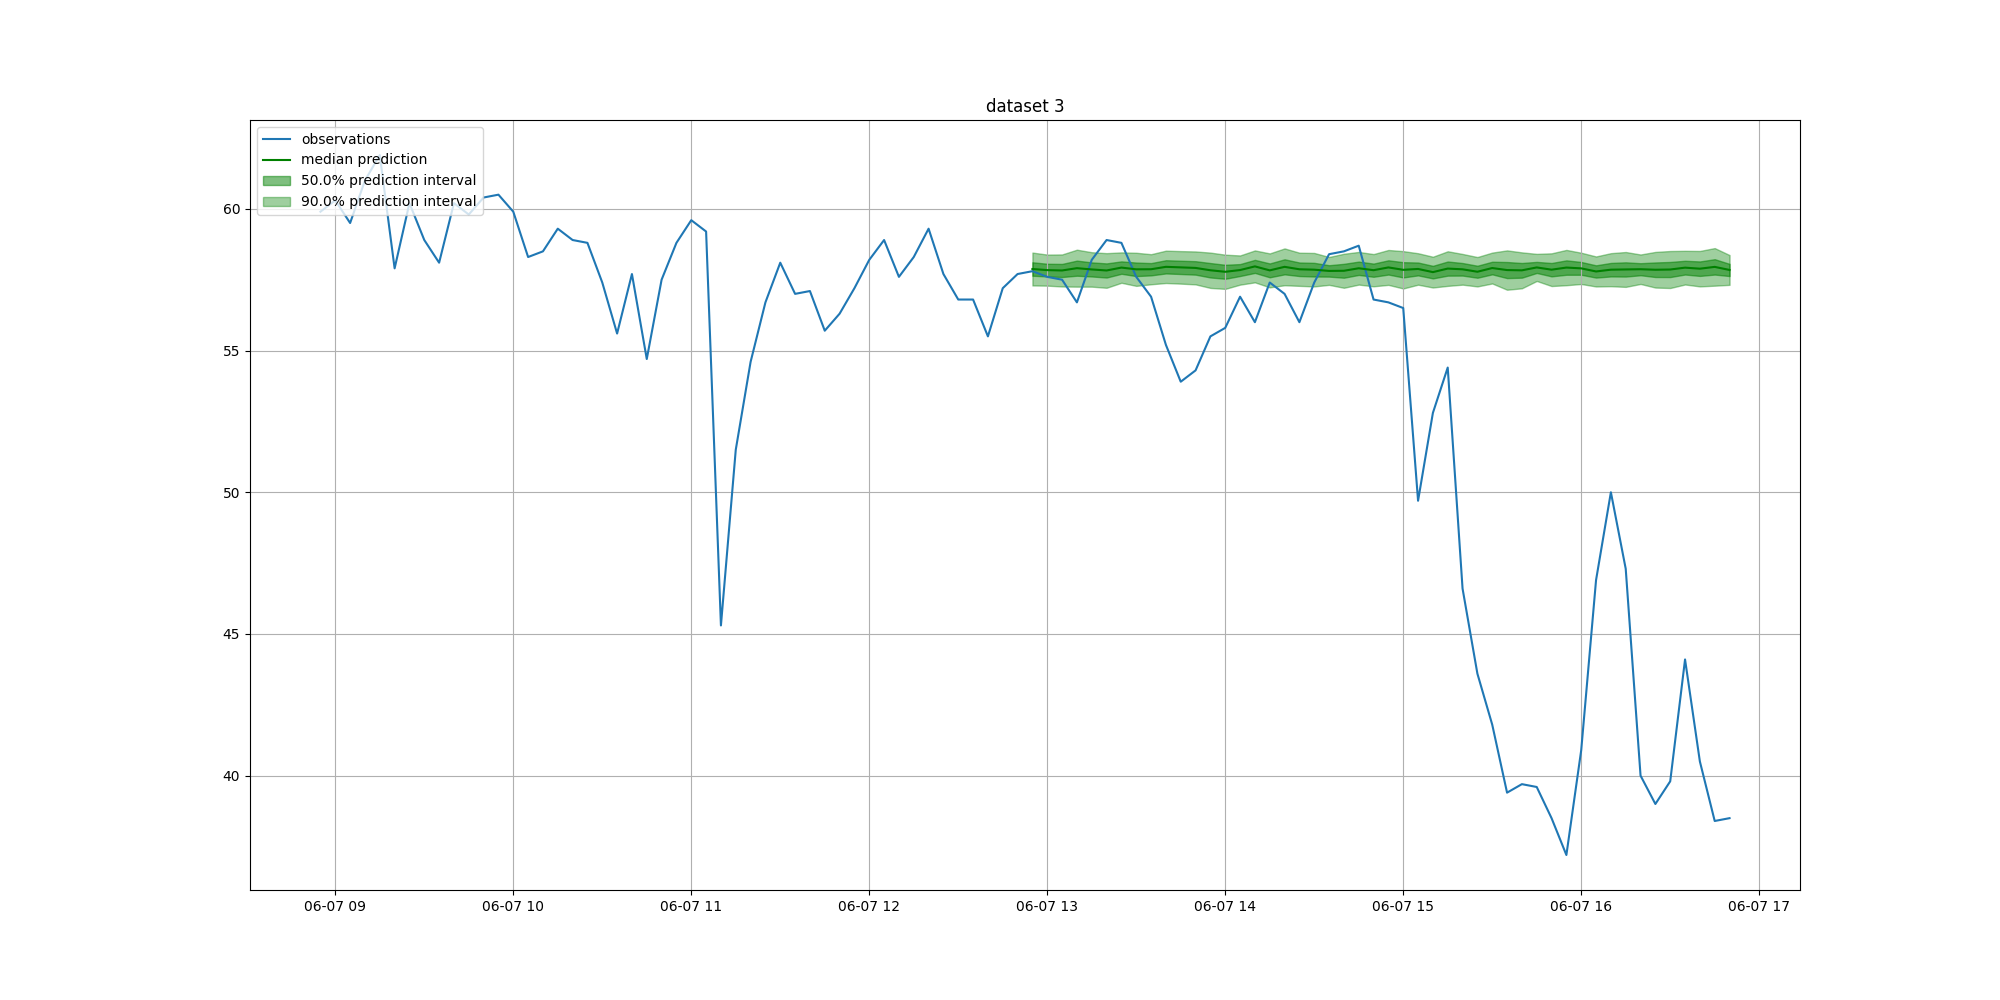 dataset 3
observations
median prediction
50.0% prediction interval
90.0% prediction interval
60
55
50
45
40
06-07 09
06-07 10
06-07 11
06-07 12
06-07 13
06-07 14
06-07 15
06-07 16
06-07 17